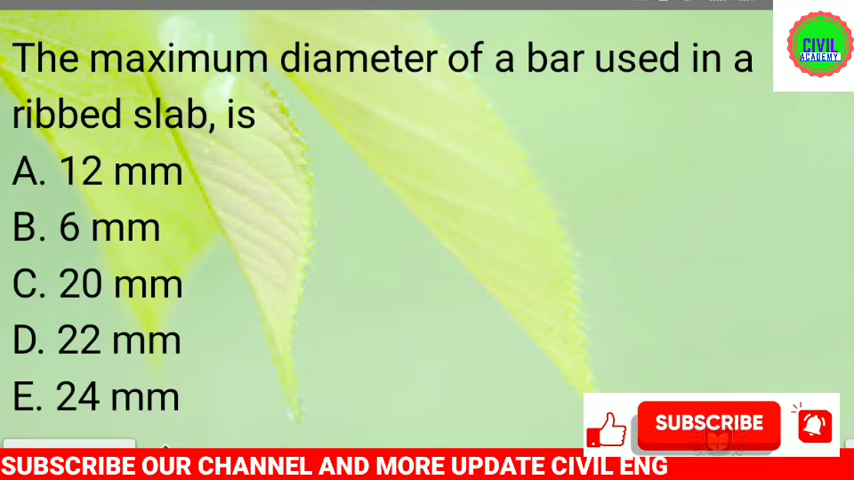 CIVIL
ACADEMY
The maximum diameter of a bar used in a
ribbed slab, is
A. 12 mm
B. 6 mm
C. 20 mm
D. 22 mm
E. 24 mm
SUBSCRIBE
SUBSCRIBE OUR CHANNEL AND MORE UPDATE CIVIL ENG